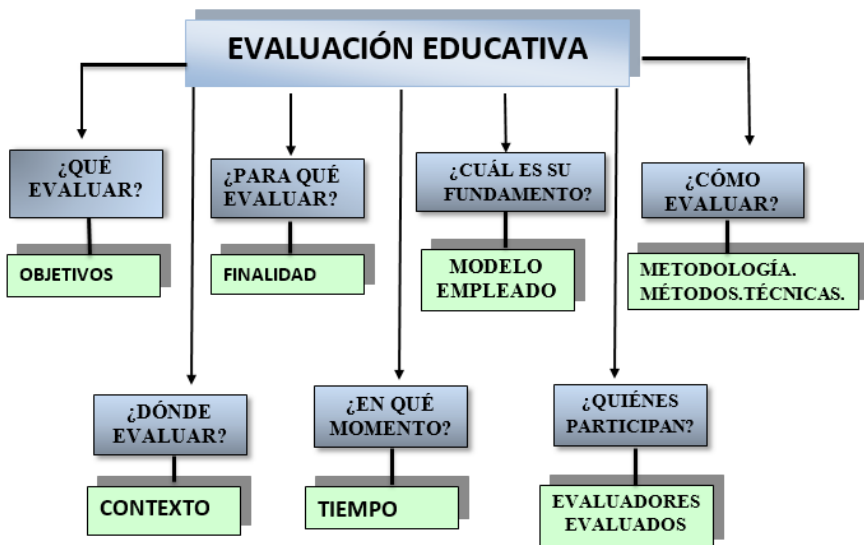 EVALUACIÓN EDUCATIVA
¿QUÉ
EVALUAR?
OBJETIVOS
¿PARA QUÉ
EVALUAR?
FINALIDAD
¿CUÁL ES SU
FUNDAMENTO?
MODELO
EMPLEADO
¿CÓMO
EVALUAR?
METODOLOGÍA.
MÉTODOS.TÉCNICAS.
¿DÓNDE
EVALUAR?
CONTEXTO
¿EN QUÉ
MOMENTO?
TIEMPO
¿QUIÉNES
PARTICIPAN?
EVALUADORES
EVALUADOS